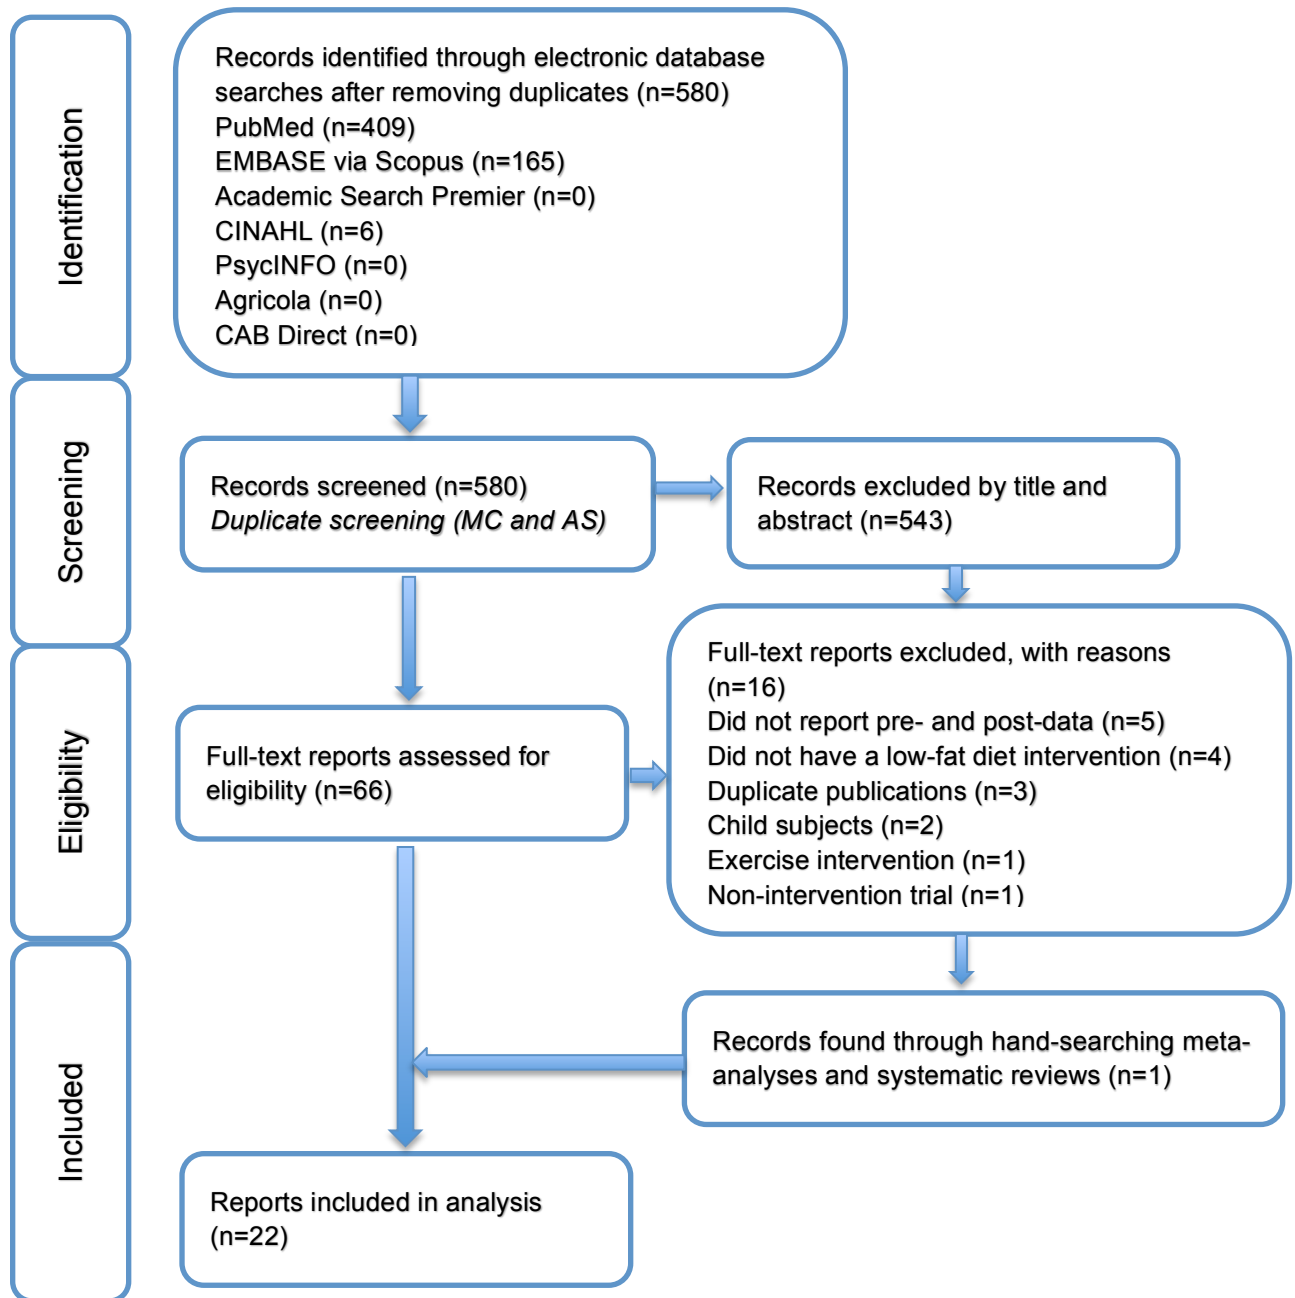 Identification
Records identified through electronic database
searches after removing duplicates (n=580)
PubMed (n=409)
EMBASE via Scopus (n=165)
Academic Search Premier (n=0)
CINAHL (n=6)
PsycINFO (n=0)
Agricola (n=0)
CAB Direct (n=0)
Screening
Records screened (n=580)
Duplicate screening (MC and AS)
Records excluded by title and
abstract (n=543)
Eligibility
Full-text reports assessed for
eligibility (n=66)
Full-text reports excluded, with reasons
(n=16)
Did not report pre- and post-data (n=5)
Did not have a low-fat diet intervention (n=4)
Duplicate publications (n=3)
Child subjects (n=2)
Exercise intervention (n=1)
Non-intervention trial (n=1)
Included
Records found through hand-searching meta-
analyses and systematic reviews (n=1)
Reports included in analysis
(n=22)